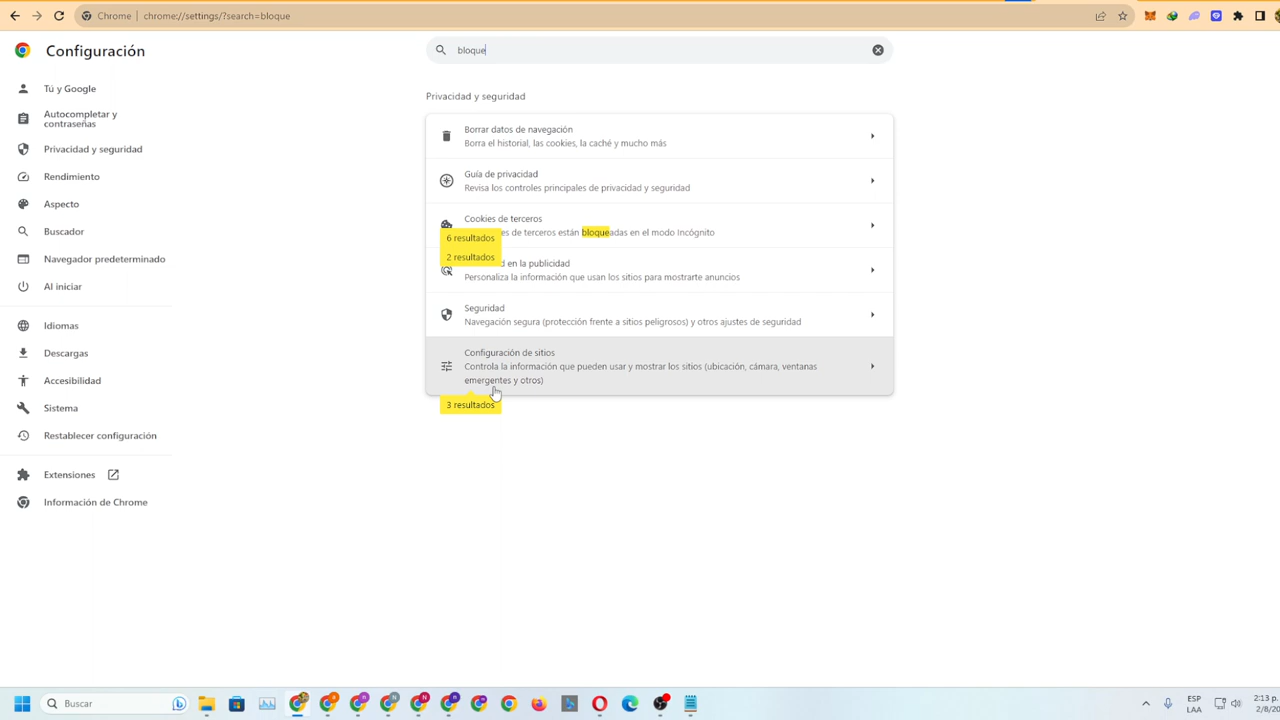 Chrome | chrome://settings/?search=bloque
Configuración
bloque
Tú y Google
Autocompletar y
contraseñas
Privacidad y seguridad
Rendimiento
Aspecto
Buscador
Navegador predeterminado
Al iniciar
Idiomas
Descargas
Accesibilidad
Sistema
Restablecer configuración
Extensiones
Información de Chrome
Privacidad y seguridad
Borrar datos de navegación
Borra el historial, las cookies, la caché y mucho más
Guía de privacidad
Revisa los controles principales de privacidad y seguridad
Cookies de terceros
es de terceros están bloqueadas en el modo Incógnito
6 resultados
2 resultados
en la publicidad
Personaliza la información que usan los sitios para mostrarte anuncios
Seguridad
Navegación segura (protección frente a sitios peligrosos) y otros ajustes de seguridad
Configuración de sitios
Controla la información que pueden usar y mostrar los sitios (ubicación, cámara, ventanas
emergentes y otros)
3 resultados
Buscar
ESP
LAA
2:13 p.
2/8/20